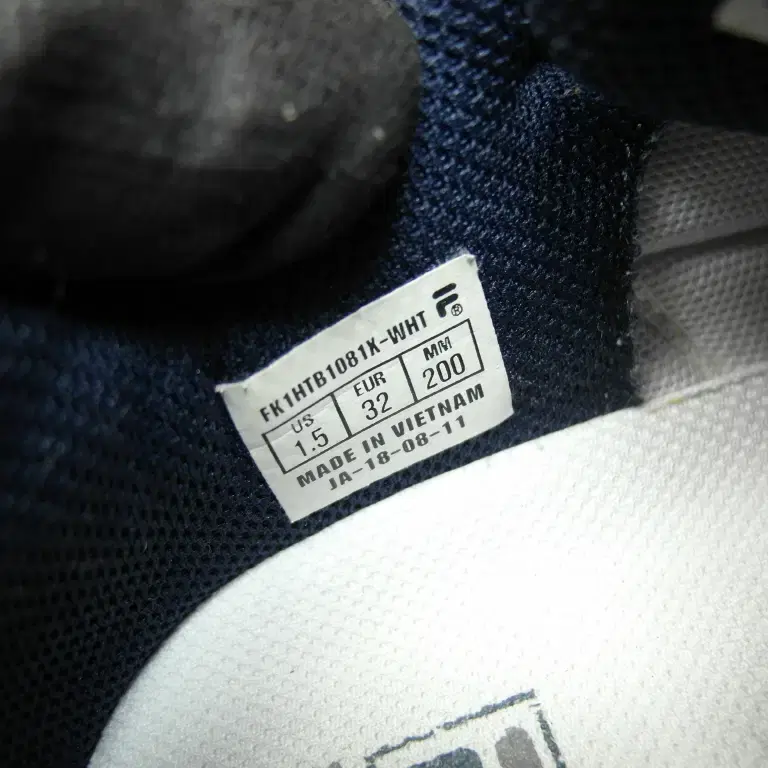 FK1HTB1081X-WHT F®
US EUR MM
1.5 32 200
MADE IN VIETNAM
JA-18-08-11